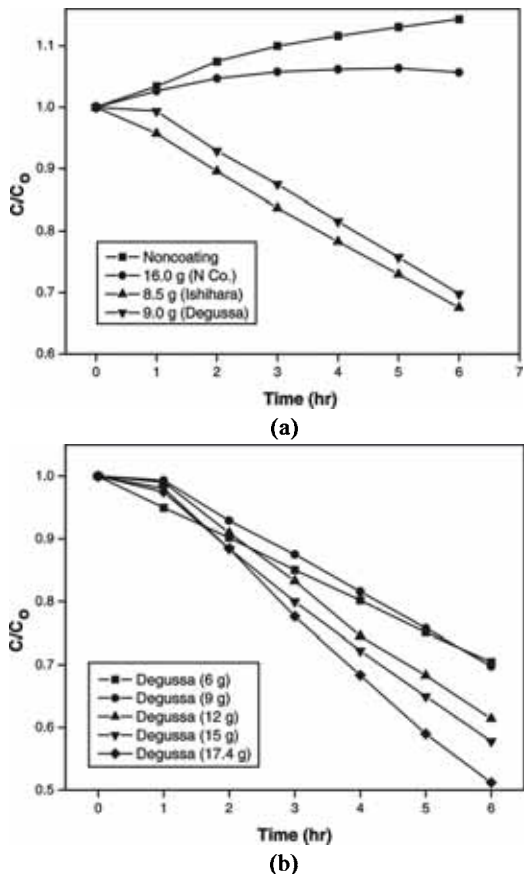 1.1
1.0
0.9
0.8
0.7
0.6
C/Co
Noncoating
16.0 g (N Co.)
8.5 g (Ishihara)
9.0 g (Degussa)
0 1 2 3 4 5 6 7
Time (hr)
(a)
1.0
0.9
0.8
0.7
0.6
0.5
C/Co
Degussa (6 g)
Degussa (9 g)
Degussa (12 g)
Degussa (15 g)
Degussa (17.4 g)
0 1 2 3 4 5 6
Time (hr)
(b)